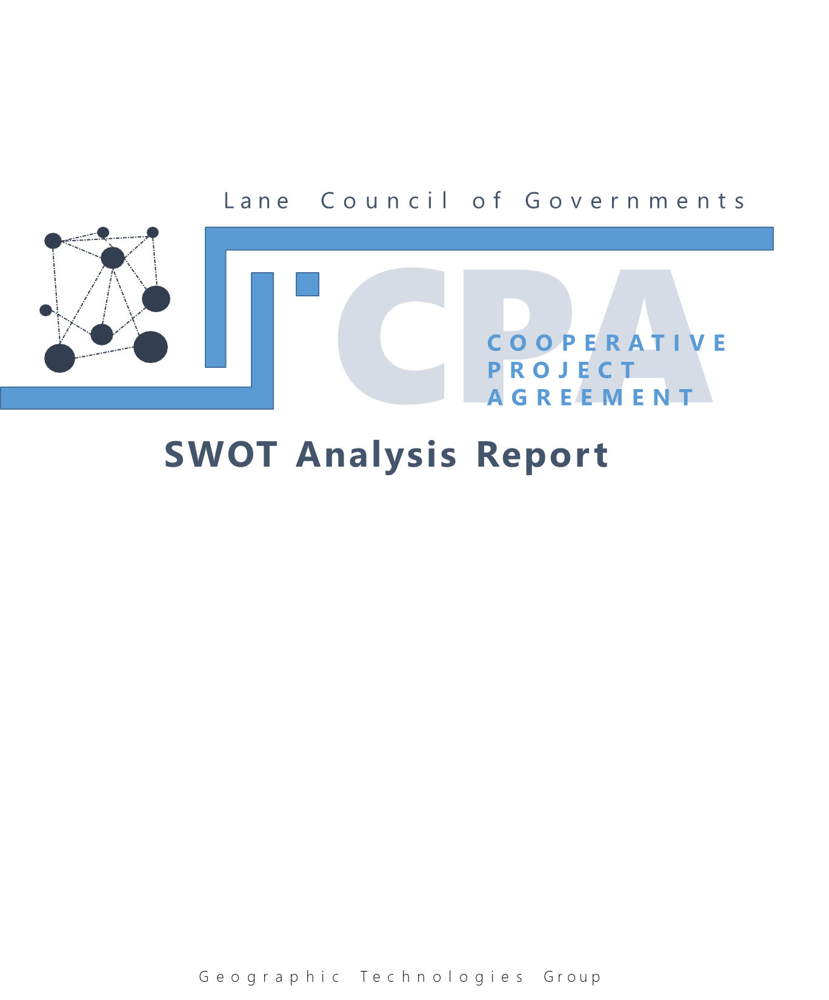 Lane Council of Governments
CPA
COOPERATIVE
PROJECT
AGREEMENT
SWOT Analysis Report
Geographic Technologies Group